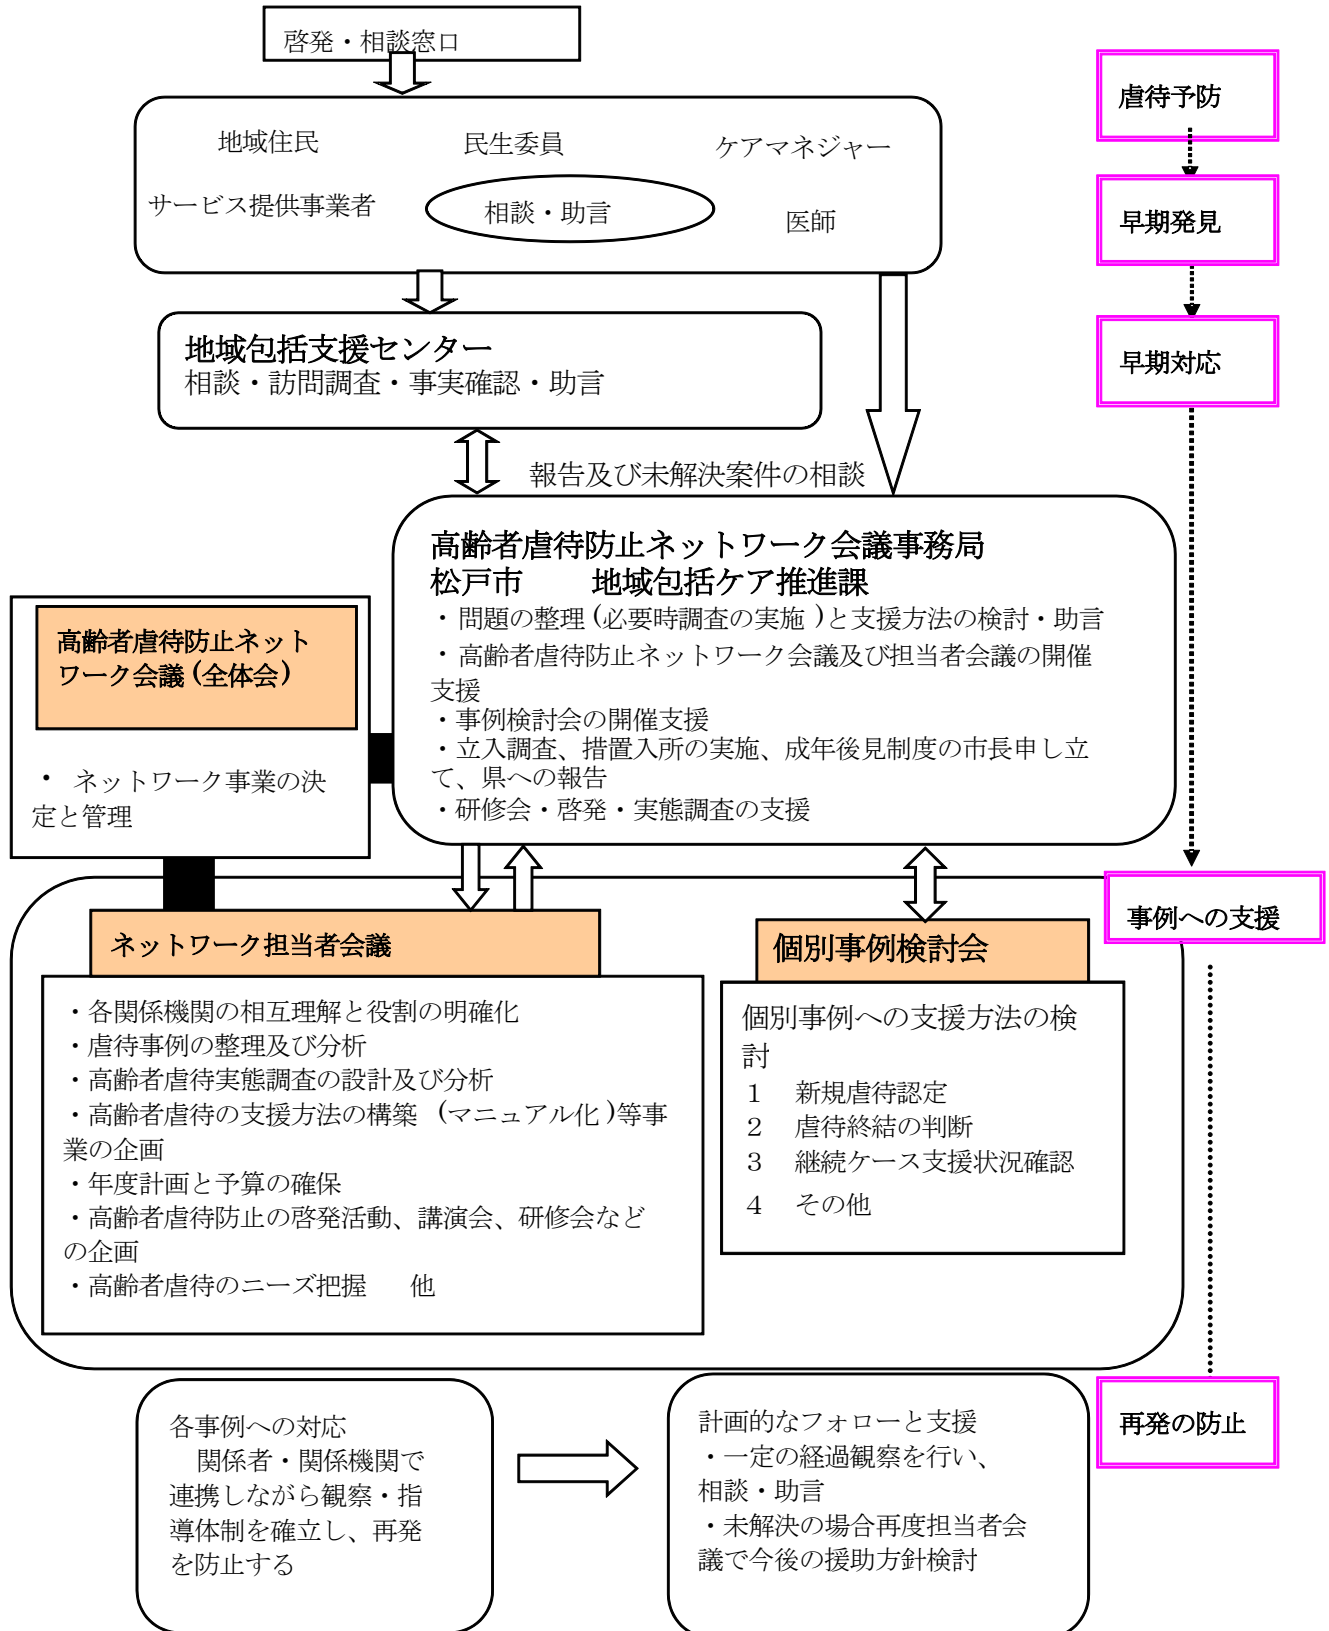 啓発・相談窓口
地域住民
民生委員
ケアマネジャー
サービス提供事業者
相談・助言
医師
地域包括支援センター
相談・訪問調査・事実確認・助言
報告及び未解決案件の相談
高齢者虐待防止ネットワーク会議事務局
松戸市　　地域包括ケア推進課
・問題の整理(必要時調査の実施)と支援方法の検討・助言
・高齢者虐待防止ネットワーク会議及び担当者会議の開催
支援
・事例検討会の開催支援
・立入調査、措置入所の実施、成年後見制度の市長申し立
て、県への報告
・研修会・啓発・実態調査の支援
高齢者虐待防止ネット
ワーク会議(全体会)
・ネットワーク事業の決
定と管理
ネットワーク担当者会議
・各関係機関の相互理解と役割の明確化
・虐待事例の整理及び分析
・高齢者虐待実態調査の設計及び分析
・高齢者虐待の支援方法の構築 (マニュアル化)等事
業の企画
・年度計画と予算の確保
・高齢者虐待防止の啓発活動、講演会、研修会など
の企画
・高齢者虐待のニーズ把握　他
個別事例検討会
個別事例への支援方法の検
討
１　新規虐待認定
２　虐待終結の判断
３　継続ケース支援状況確認
４　その他
各事例への対応
関係者・関係機関で
連携しながら観察・指
導体制を確立し、再発
を防止する
計画的なフォローと支援
・一定の経過観察を行い、
相談・助言
・未解決の場合再度担当者会
議で今後の援助方針検討
虐待予防
早期発見
早期対応
事例への支援
再発の防止